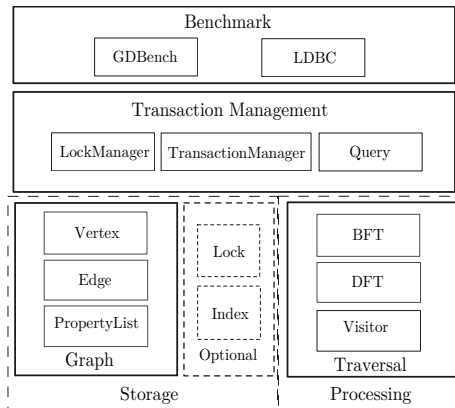 Benchmark
GDBench LDBC
Transaction Management
LockManager TransactionManager Query
Vertex
Edge
PropertyList
Graph
Lock
Index
Optional
Storage
BFT
DFT
Visitor
Traversal
Processing